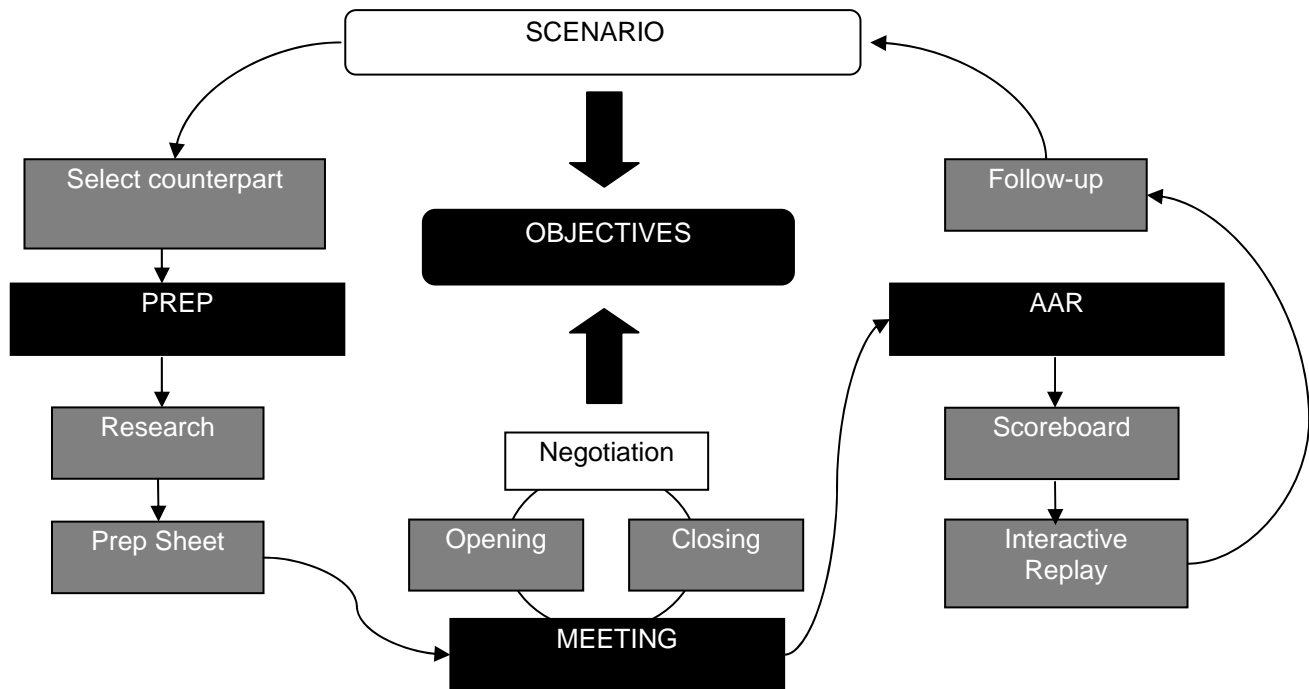 SCENARIO
Select counterpart
Follow-up
OBJECTIVES
PREP
AAR
Research
Scoreboard
Negotiation
Prep Sheet
Opening
Closing
Interactive
Replay
MEETING